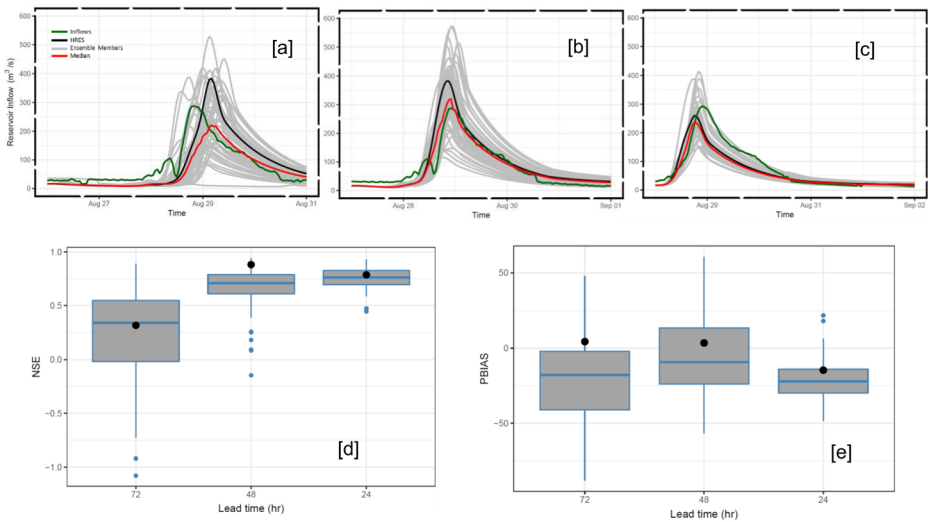 600
500
400
300
200
100
0
Reservoir Inflow (m³/s)
Inflows
HRES
Ensemble Members
Median
[a]
Aug 27
Aug 29
Aug 31
Time
600
500
400
300
200
100
0
[b]
Aug 28
Aug 30
Sep 01
Time
600
500
400
300
200
100
0
[c]
Aug 29
Aug 31
Sep 02
Time
1.0
0.5
0.0
−0.5
−1.0
NSE
[d]
72
48
24
Lead time (hr)
50
0
−50
PBIAS
[e]
72
48
24
Lead time (hr)